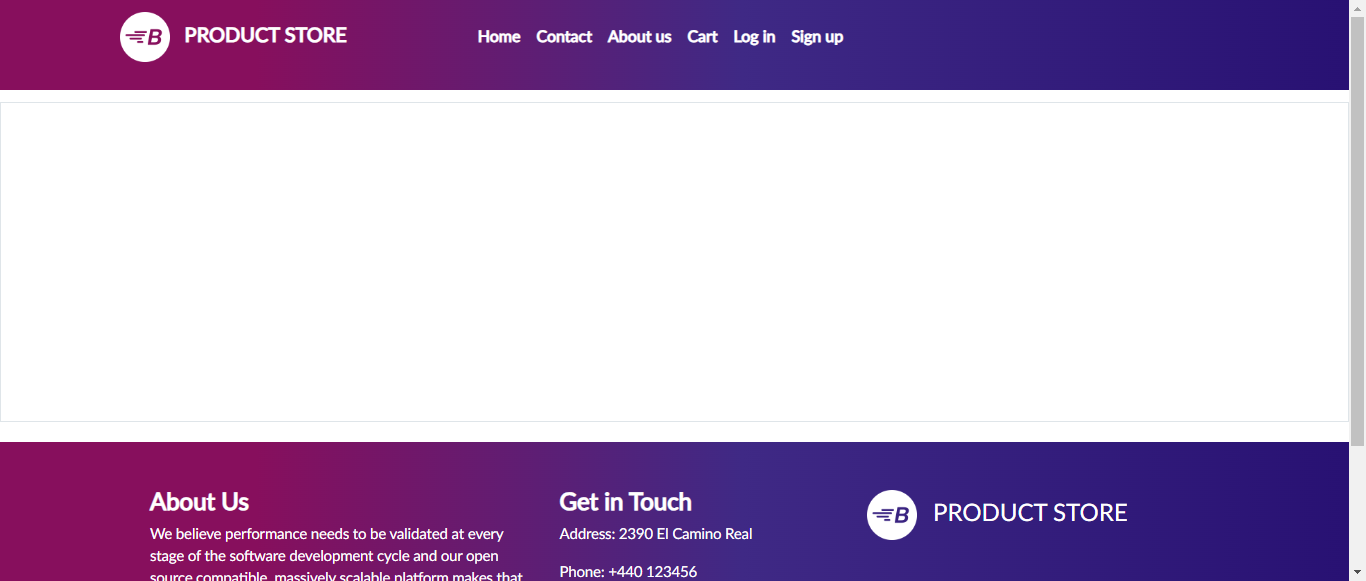 B PRODUCT STORE Home Contact About us Cart Log in Sign up
About Us
We believe performance needs to be validated at every
stage of the software development cycle and our open
source compatible, massively scalable platform makes that
Get in Touch
Address: 2390 El Camino Real
Phone: +440 123456
B PRODUCT STORE